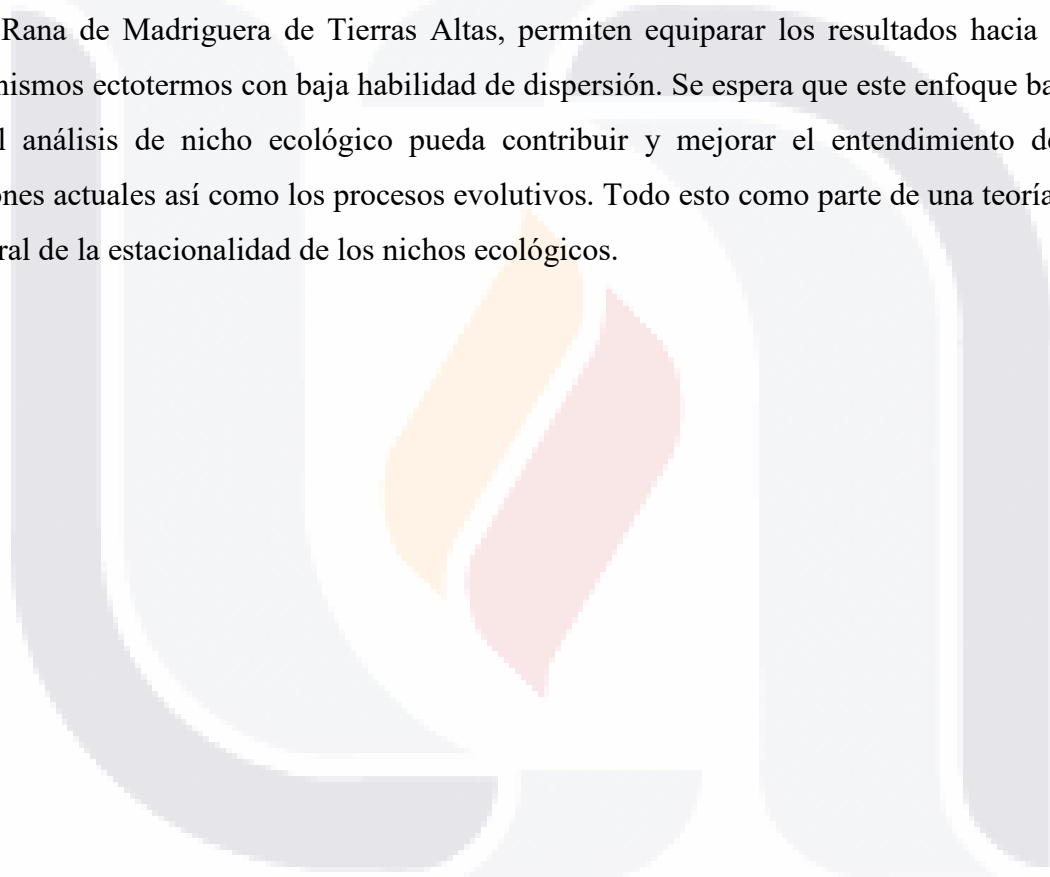 Rana de Madriguera de Tierras Altas, permiten equiparar los resultados hacia
nismos ectotermos con baja habilidad de dispersión. Se espera que este enfoque ba
l análisis de nicho ecológico pueda contribuir y mejorar el entendimiento de
ones actuales así como los procesos evolutivos. Todo esto como parte de una teoría
ral de la estacionalidad de los nichos ecológicos.